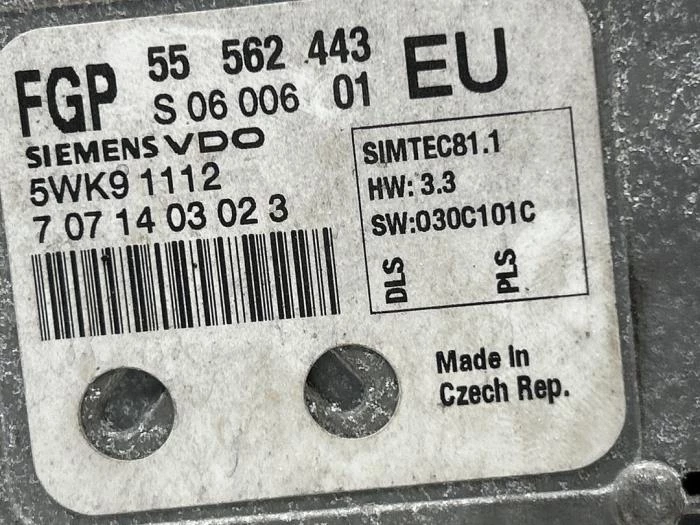 FGP 55 562 443 EU
S 06 006 01
SIEMENS VDO
5WK9 1112
7 07 14 03 02 3
SIMTEC81.1
HW: 3.3
SW:030C101C
DLS PLS
Made In
Czech Rep.